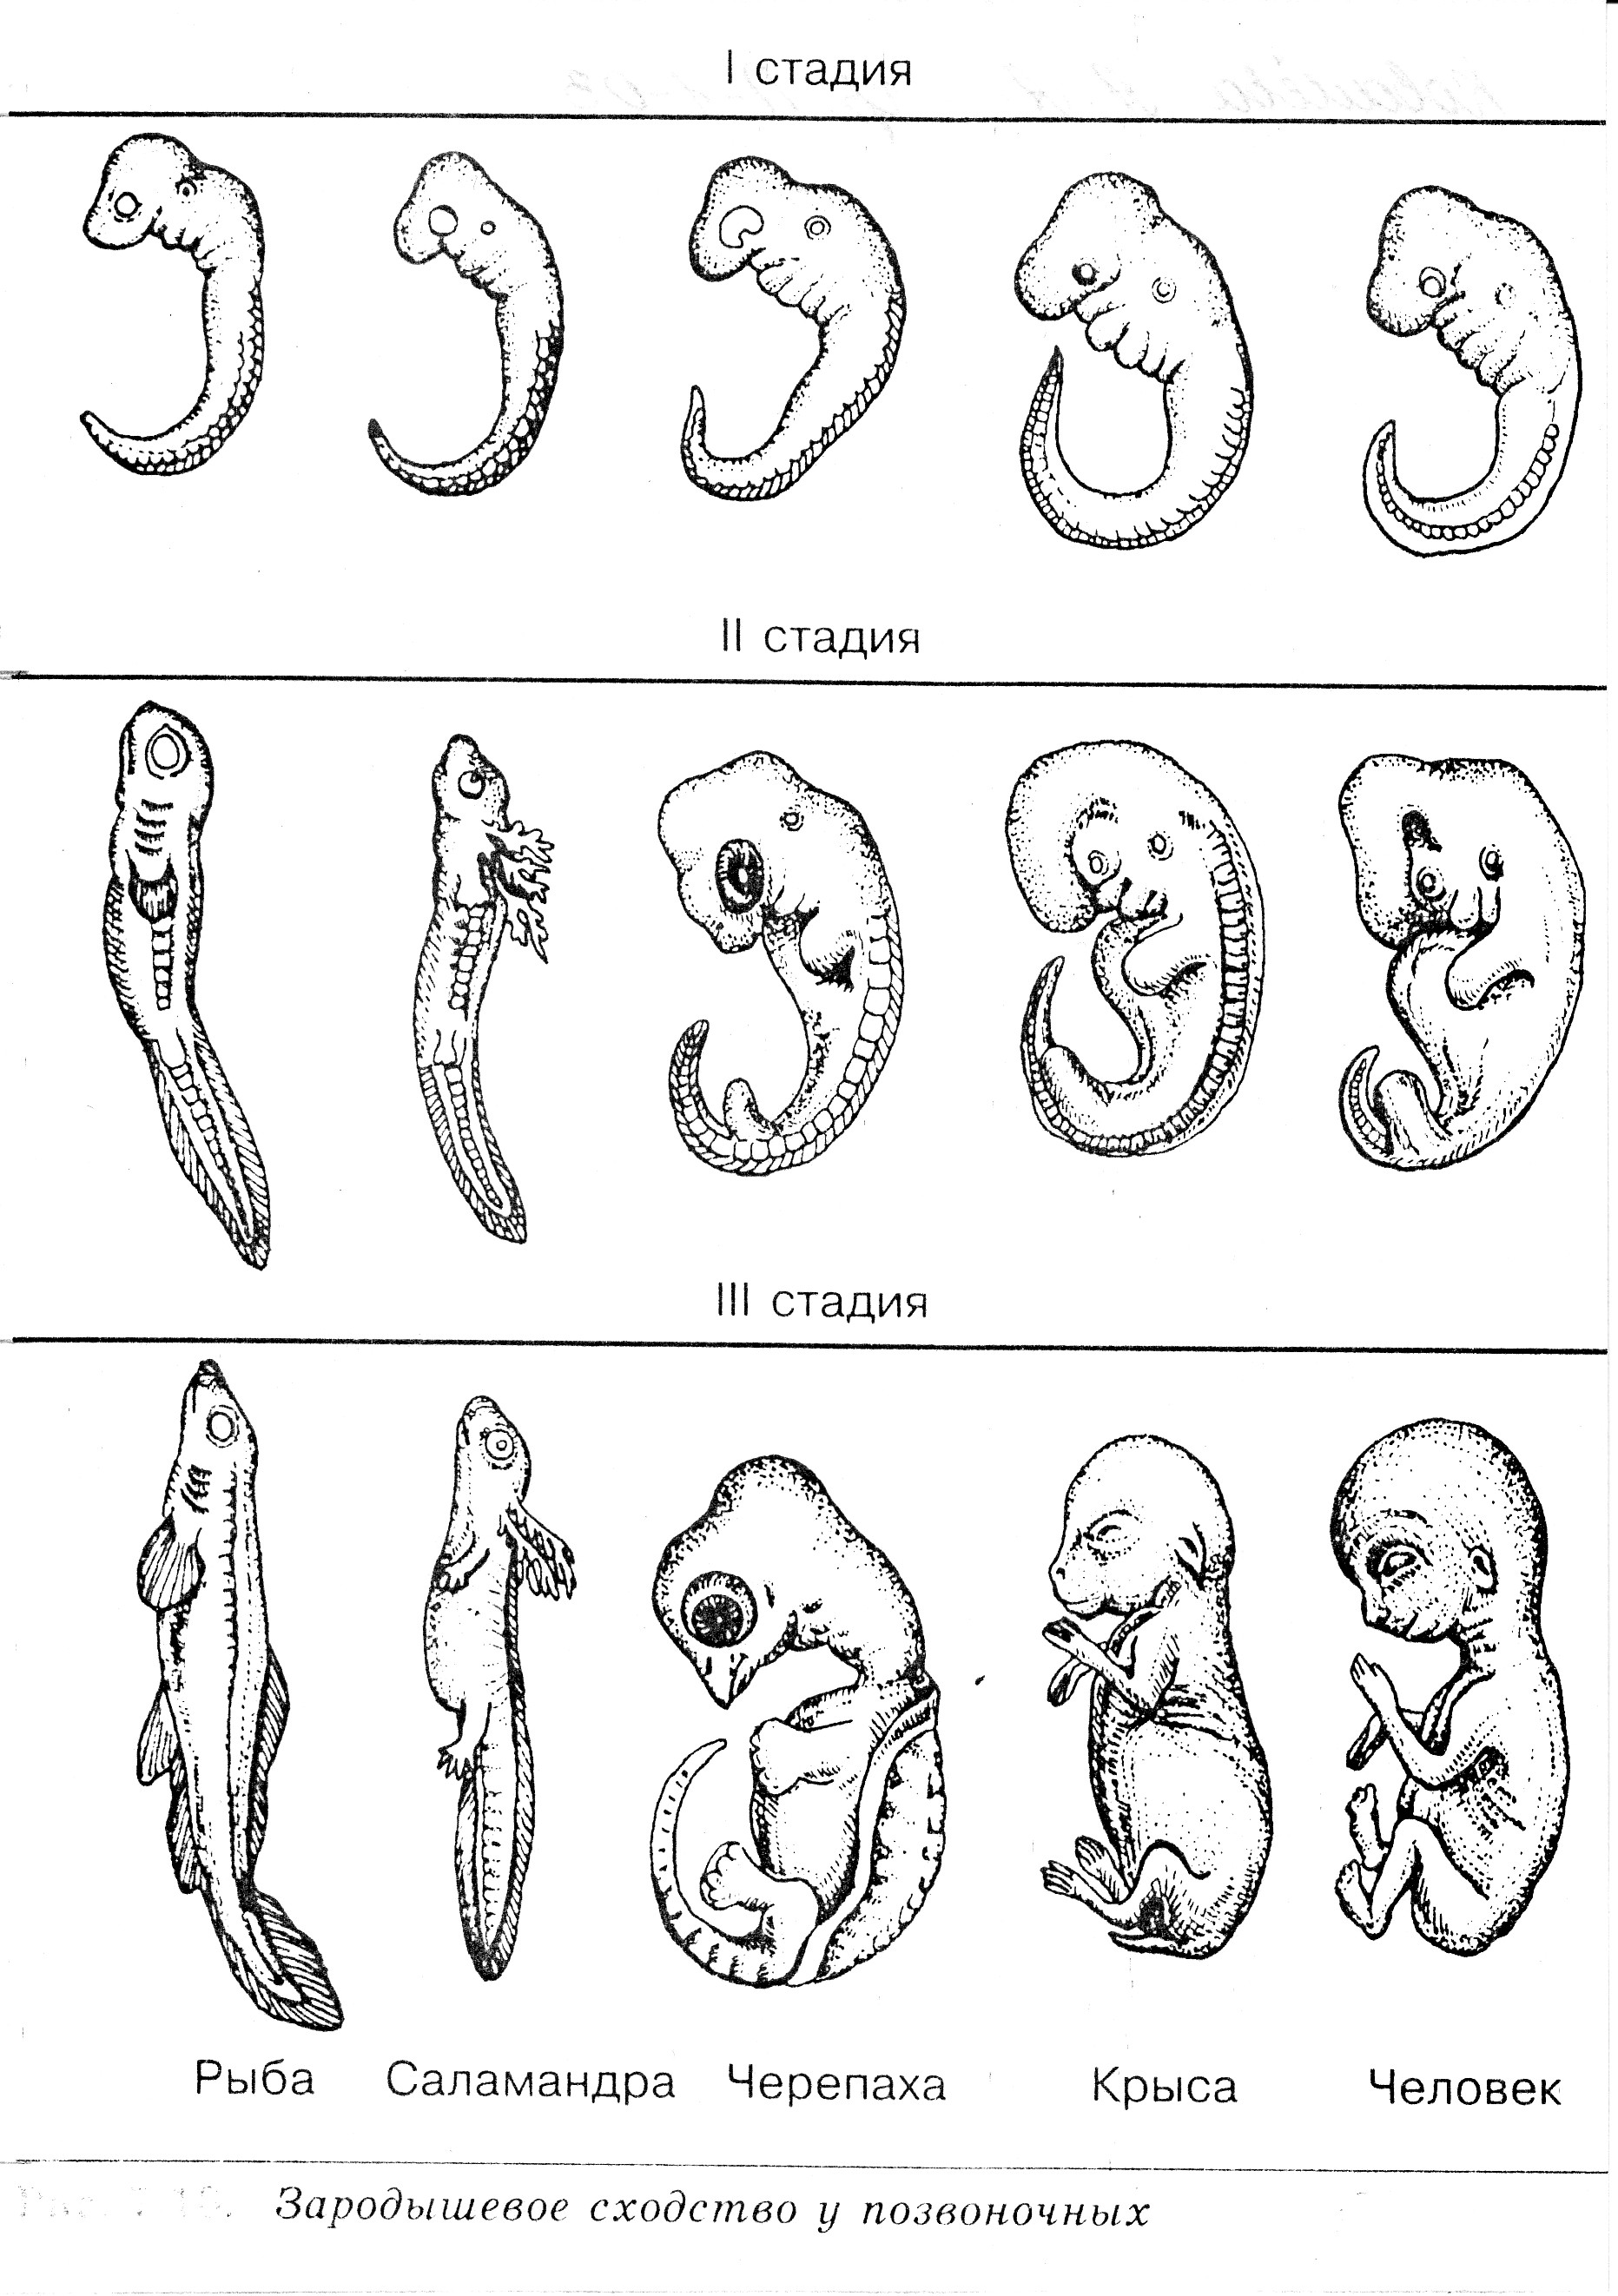 I стадия
II стадия
III стадия
Рыба Саламандра Черепаха Крыса Человек
Зародышевое сходство у позвоночных